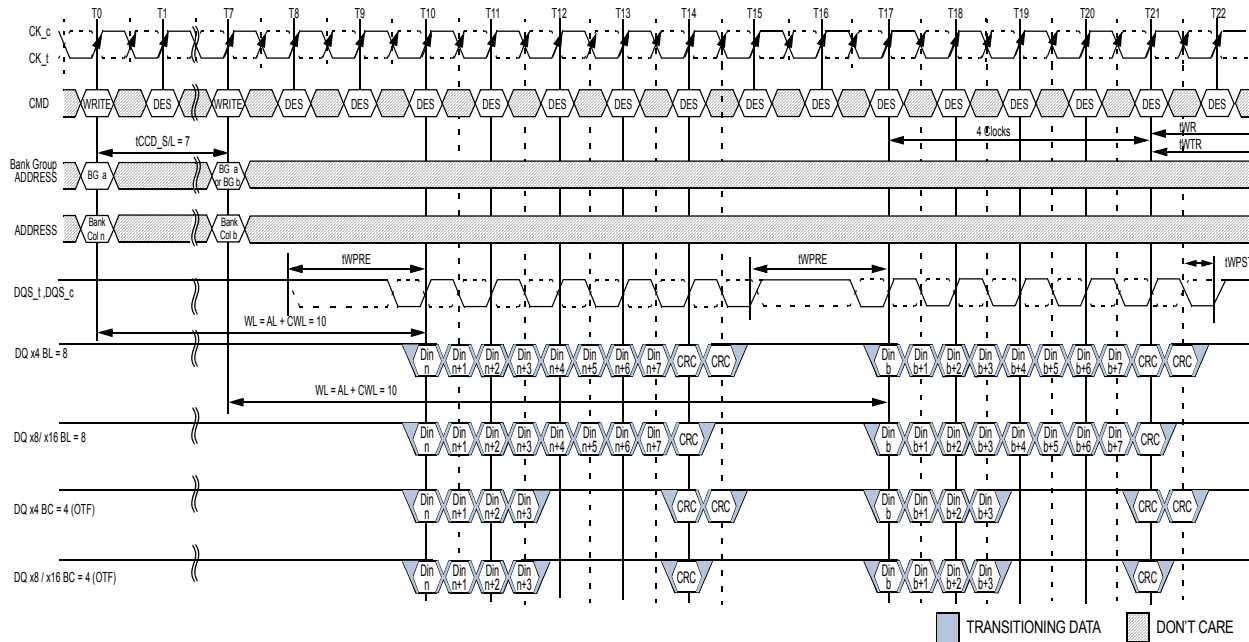 T0 T1 T7 T8 T9 T10 T11 T12 T13 T14 T15 T16 T17 T18 T19 T20 T21 T22
CK_c
CK_t
CMD WRITE DES WRITE DES DES DES DES DES DES DES DES DES DES DES DES DES DES DES
tCCD_S/L = 7
4 Clocks
tWR
tWTR
Bank Group
ADDRESS
BG a
BG a
or BG b
ADDRESS
Bank
Col n
Bank
Col b
tWPRE
tWPRE
tWPST
DQS_t ,DQS_c
WL = AL + CWL = 10
DQ x4 BL = 8
Din n Din n+1 Din n+2 Din n+3 Din n+4 Din n+5 Din n+6 Din n+7 CRC CRC Din b Din b+1 Din b+2 Din b+3 Din b+4 Din b+5 Din b+6 Din b+7 CRC CRC
WL = AL + CWL = 10
DQ x8/ x16 BL = 8
Din n Din n+1 Din n+2 Din n+3 Din n+4 Din n+5 Din n+6 Din n+7 CRC Din b Din b+1 Din b+2 Din b+3 Din b+4 Din b+5 Din b+6 Din b+7 CRC
DQ x4 BC = 4 (OTF)
Din n Din n+1 Din n+2 Din n+3 CRC CRC Din b Din b+1 Din b+2 Din b+3 CRC CRC
DQ x8 / x16 BC = 4 (OTF)
Din n Din n+1 Din n+2 Din n+3 CRC Din b Din b+1 Din b+2 Din b+3 CRC
TRANSITIONING DATA DON'T CARE